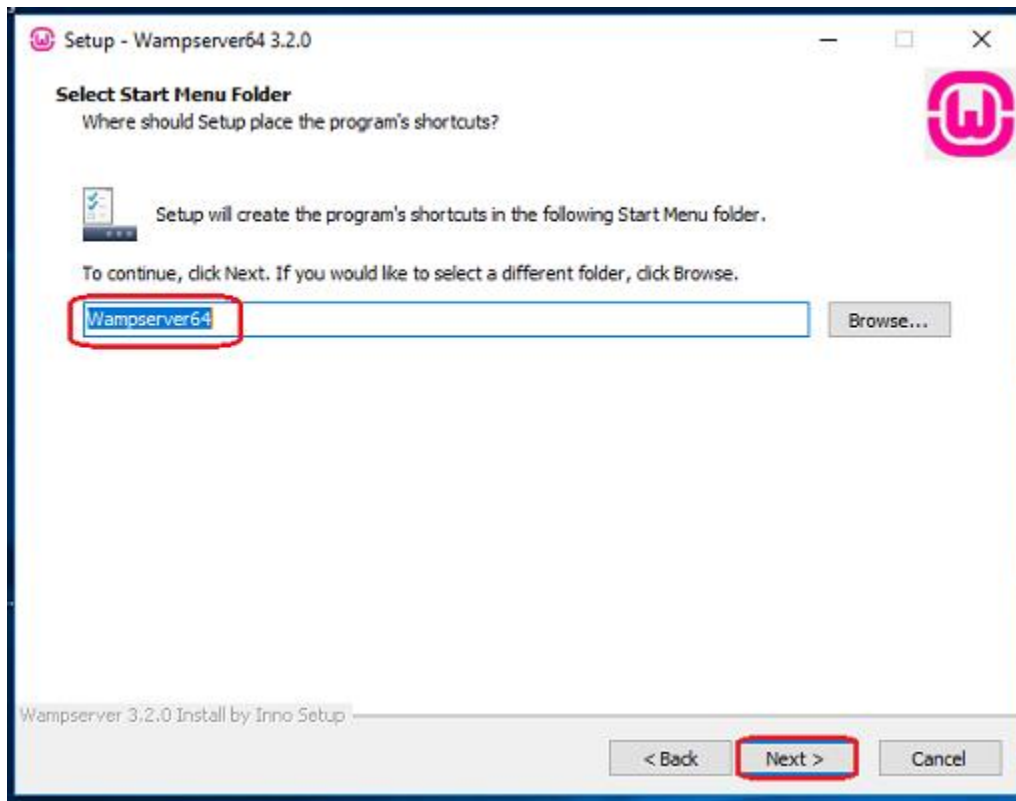 Setup - Wampserver64 3.2.0
Select Start Menu Folder
Where should Setup place the program's shortcuts?
Setup will create the program's shortcuts in the following Start Menu folder.
To continue, click Next. If you would like to select a different folder, click Browse.
Wampserver64
Browse...
Wampserver 3.2.0 Install by Inno Setup
< Back
Next >
Cancel